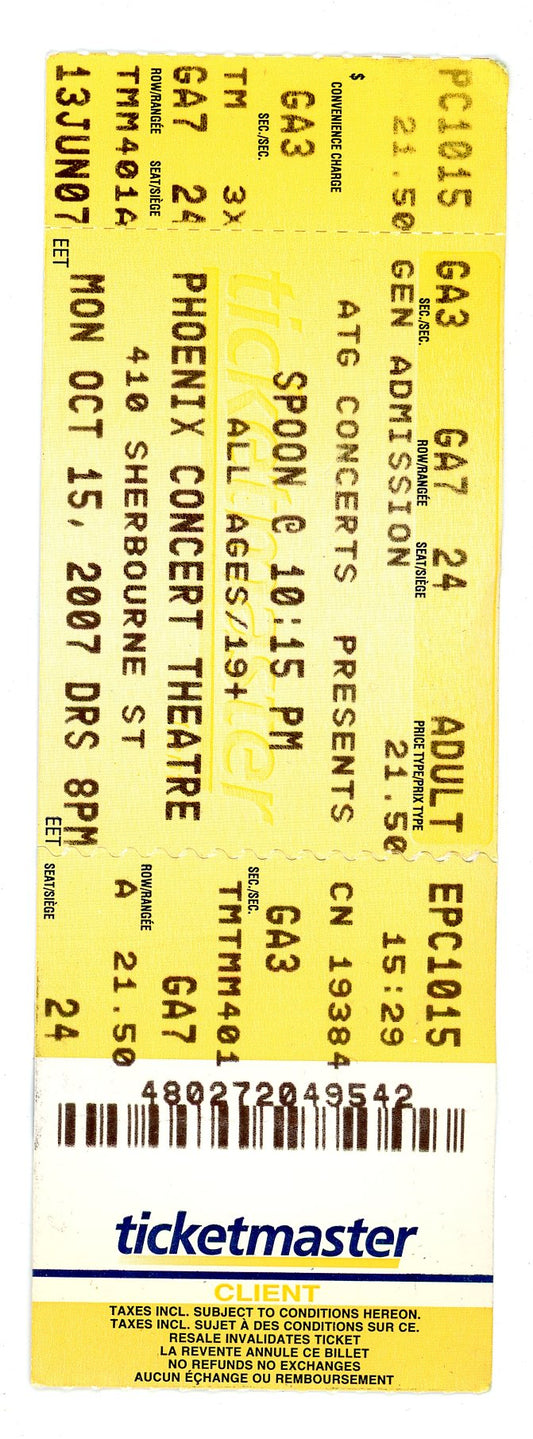 PC1015
21.50
CONVENIENCE CHARGE
$
GA3
SEC./SEC.
TM 3X
GA7 24
ROW/RANGÉE SEAT/SIÈGE
TMM401A
13JUN07
GA3 GA7 24 ADULT
SEC./SEC. ROW/RANGÉE SEAT/SIÈGE PRICE TYPE/PRIX TYPE
GEN ADMISSION 21.50
ATG CONCERTS PRESENTS
SPOON @ 10:15 PM
ticketmaster
ALL AGES/19+
PHOENIX CONCERT THEATRE
410 SHERBOURNE ST
MON OCT 15, 2007 DRS 8PM
EET EET
EPC1015
15:29
CN 19384
GA3
SEC./SEC.
TMTMM401
GA7
ROW/RANGÉE
A 21.50
24
SEAT/SIÈGE
480272049542
ticketmaster
CLIENT
TAXES INCL. SUBJECT TO CONDITIONS HEREON.
TAXES INCL. SUJET À DES CONDITIONS SUR CE.
RESALE INVALIDATES TICKET
LA REVENTE ANNULE CE BILLET
NO REFUNDS NO EXCHANGES
AUCUN ÉCHANGE OU REMBOURSEMENT